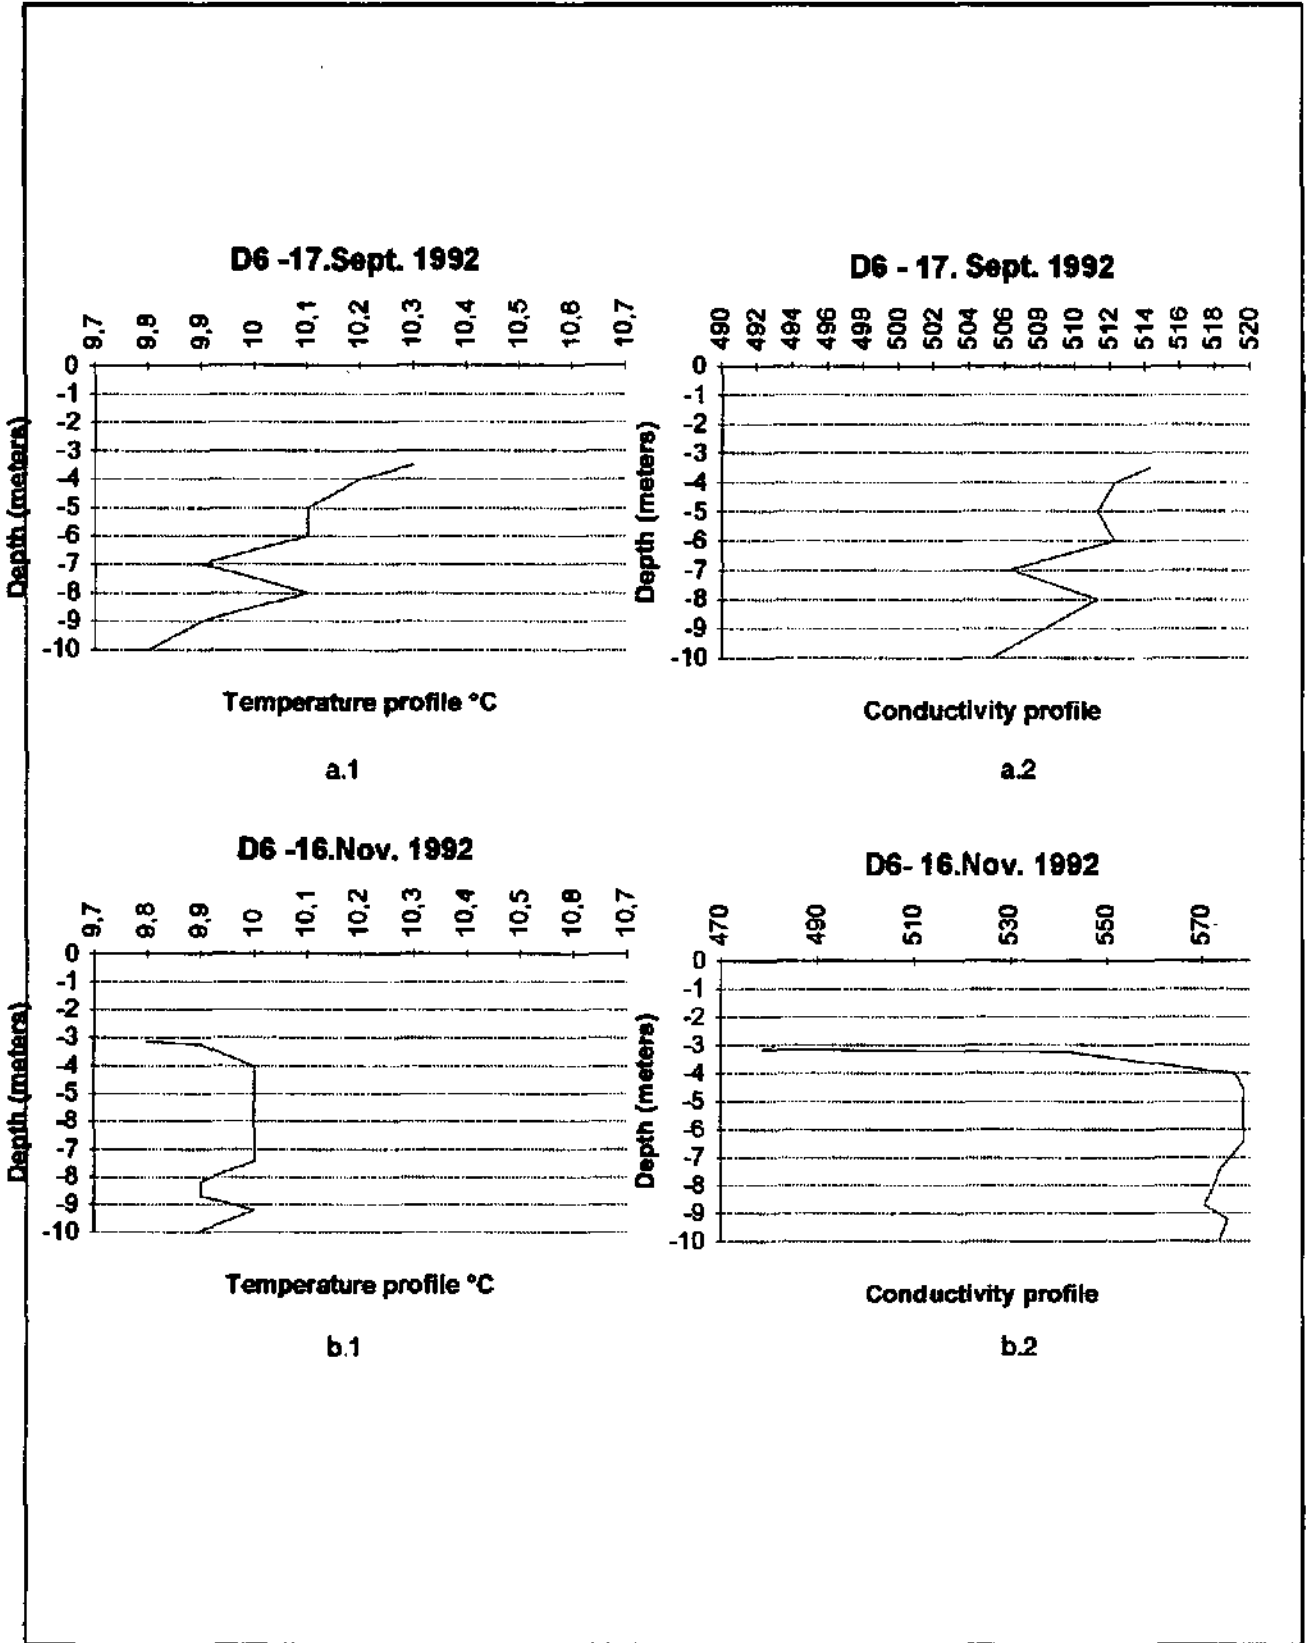 D6 -17.Sept. 1992
9,7 9,8 9,9 10 10,1 10,2 10,3 10,4 10,5 10,6 10,7
0
-1
-2
-3
-4
-5
-6
-7
-8
-9
-10
Depth (meters)
Temperature profile °C
a.1
D6 - 17. Sept. 1992
490 492 494 496 498 500 502 504 506 508 510 512 514 516 518 520
0
-1
-2
-3
-4
-5
-6
-7
-8
-9
-10
Depth (meters)
Conductivity profile
a.2
D6 -16.Nov. 1992
9,7 9,8 9,9 10 10,1 10,2 10,3 10,4 10,5 10,6 10,7
0
-1
-2
-3
-4
-5
-6
-7
-8
-9
-10
Depth (meters)
Temperature profile °C
b.1
D6- 16.Nov. 1992
470 490 510 530 550 570
0
-1
-2
-3
-4
-5
-6
-7
-8
-9
-10
Depth (meters)
Conductivity profile
b.2